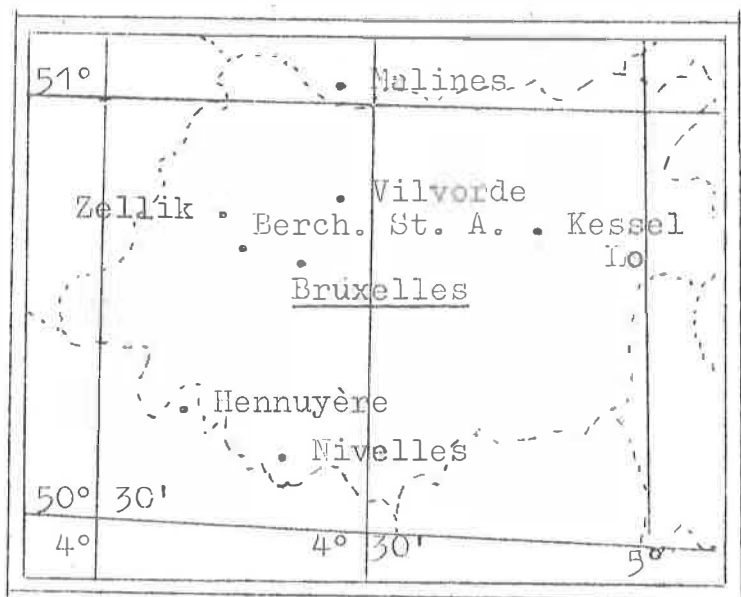 51° Malines
Vilvorde
Zellik
Berch. St. A.
Kessel
Lo
Bruxelles
Hennuyère
Nivelles
50° 30'
4°
4° 30'
5°